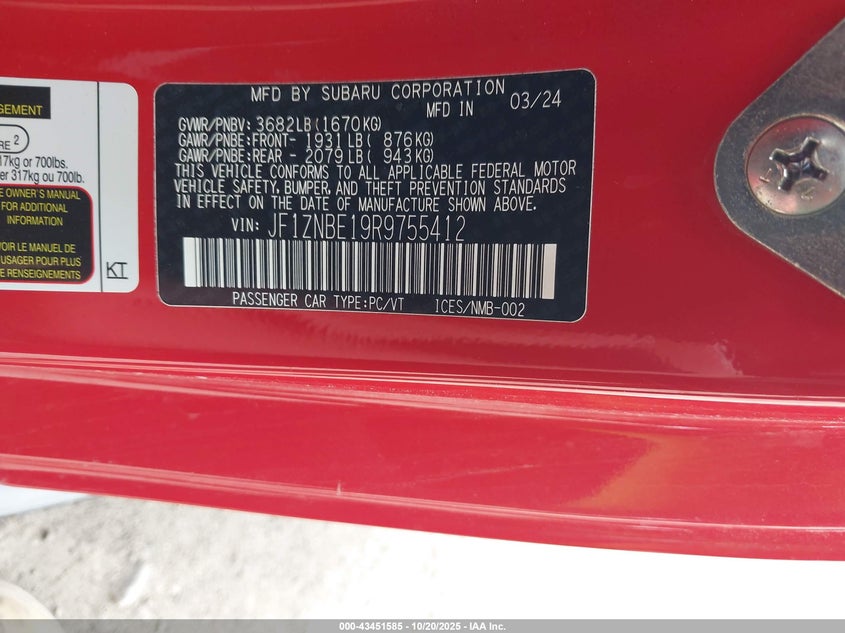 GEMENT
RE 2
17kg or 700lbs.
er 317kg ou 700lb.
E OWNER'S MANUAL
FOR ADDITIONAL
INFORMATION
VOIR LE MANUEL DE
USAGER POUR PLUS
E RENSEIGNEMENTS
KT
MFD BY SUBARU CORPORATION
MFD IN 03/24
GVWR/PNBV: 3682LB(1670KG)
GAWR/PNBE:FRONT- 1931LB( 876KG)
GAWR/PNBE:REAR - 2079LB( 943KG)
THIS VEHICLE CONFORMS TO ALL APPLICABLE FEDERAL MOTOR
VEHICLE SAFETY, BUMPER, AND THEFT PREVENTION STANDARDS
IN EFFECT ON THE DATE OF MANUFACTURE SHOWN ABOVE.
VIN: JF1ZNBE19R9755412
PASSENGER CAR TYPE:PC/VT ICES/NMB-002
000-43451585 - 10/20/2025 - IAA Inc.